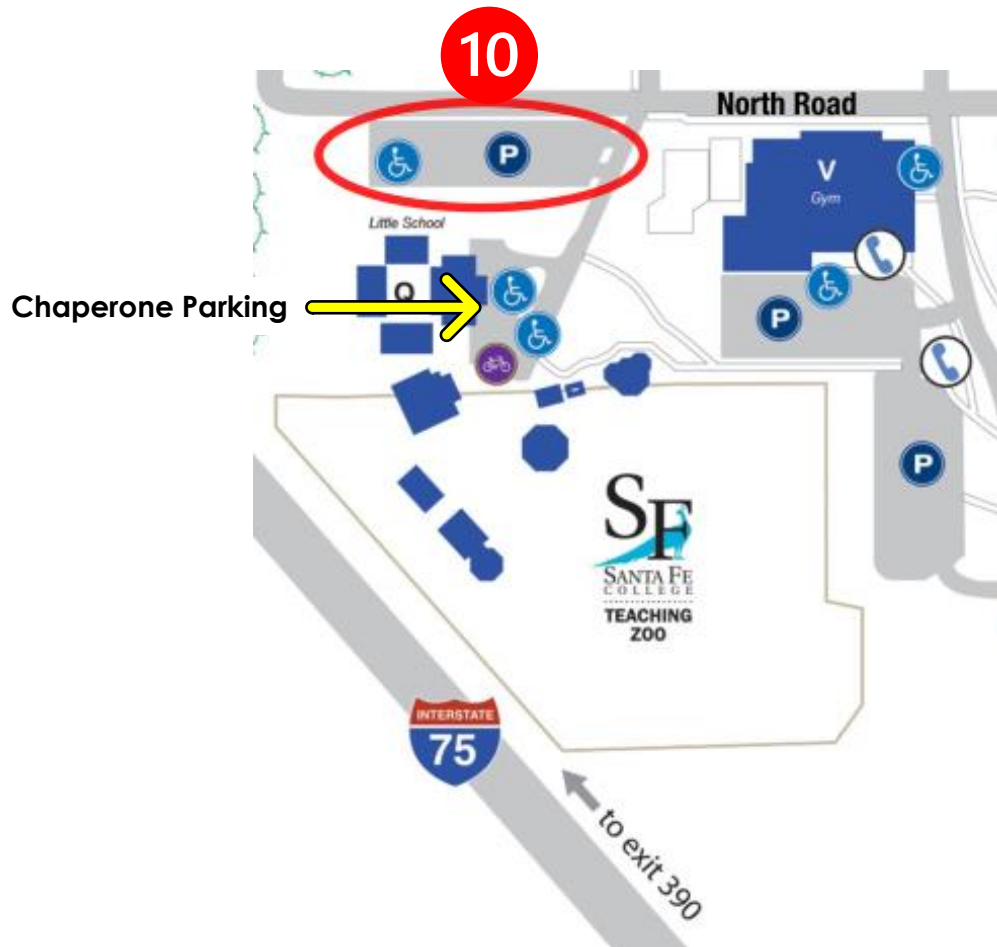 10
North Road
P
V
Gym
Little School
Q
Chaperone Parking
P
P
SF
SANTA FE
COLLEGE
TEACHING
ZOO
INTERSTATE
75
to exit 390